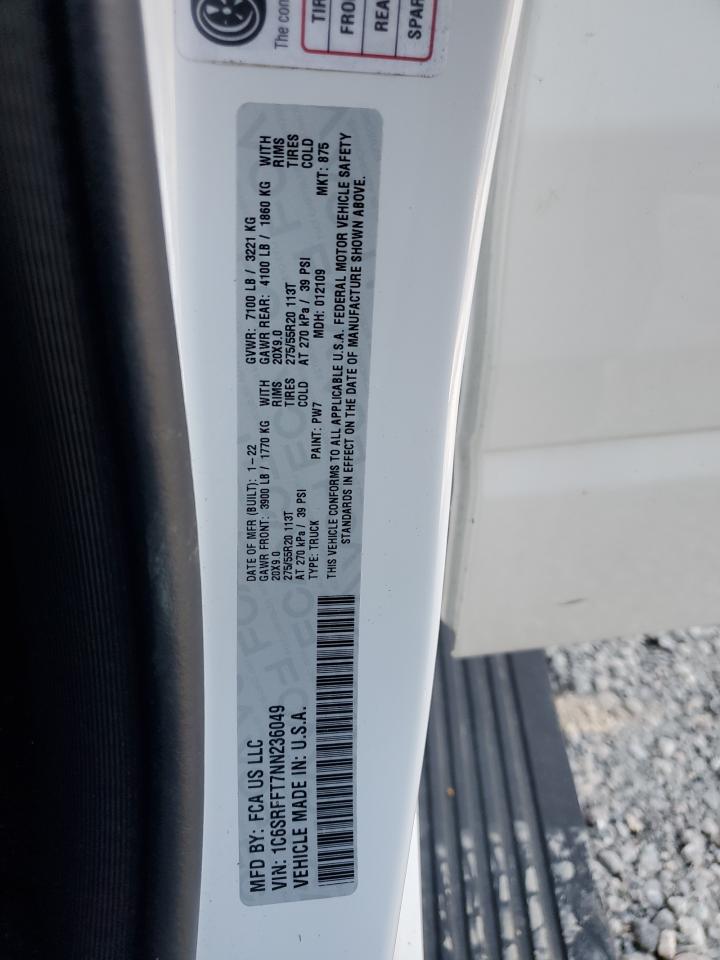 The con
TIR
FRO
REA
SPAR
MFD BY: FCA US LLC
VIN: 1C6SRFFT7NN236049
VEHICLE MADE IN: U.S.A.
DATE OF MFR (BUILT): 1-22 GVWR: 7100 LB / 3221 KG
GAWR FRONT: 3900 LB / 1770 KG WITH GAWR REAR: 4100 LB / 1860 KG WITH
20X9.0 RIMS 20X9.0 RIMS
275/55R20 113T TIRES 275/55R20 113T TIRES
AT 270 kPa / 39 PSI COLD AT 270 kPa / 39 PSI COLD
TYPE: TRUCK PAINT: PW7 MDH: 012109 MKT: 875
THIS VEHICLE CONFORMS TO ALL APPLICABLE U.S.A. FEDERAL MOTOR VEHICLE SAFETY
STANDARDS IN EFFECT ON THE DATE OF MANUFACTURE SHOWN ABOVE.